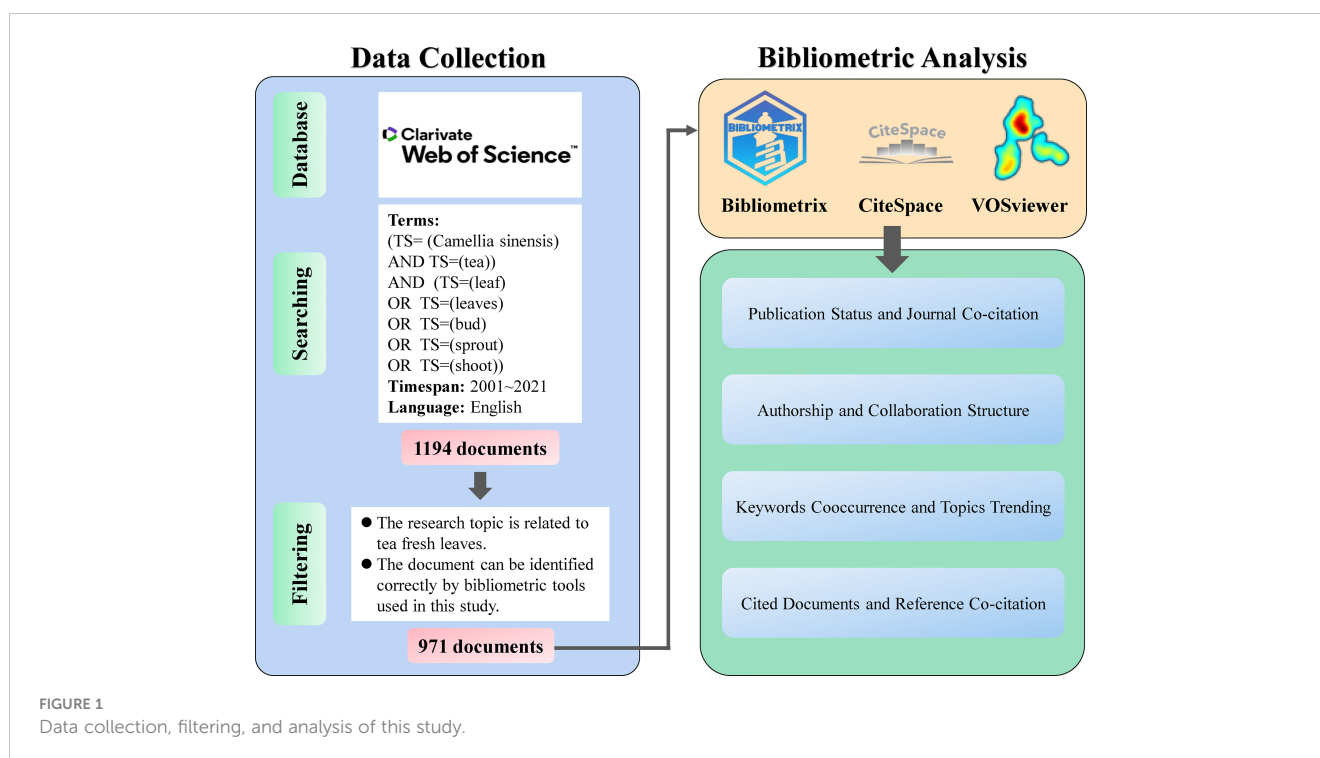 Data Collection
Database
Clarivate
Web of Science™
Searching
Terms:
(TS= (Camellia sinensis)
AND TS=(tea))
AND (TS=(leaf)
OR TS=(leaves)
OR TS=(bud)
OR TS=(sprout)
OR TS=(shoot))
Timespan: 2001~2021
Language: English
1194 documents
Filtering
● The research topic is related to
tea fresh leaves.
● The document can be identified
correctly by bibliometric tools
used in this study.
971 documents
Bibliometric Analysis
BIBLIOMETRIX
CiteSpace
Bibliometrix
CiteSpace
VOSviewer
Publication Status and Journal Co-citation
Authorship and Collaboration Structure
Keywords Cooccurrence and Topics Trending
Cited Documents and Reference Co-citation
FIGURE 1
Data collection, filtering, and analysis of this study.